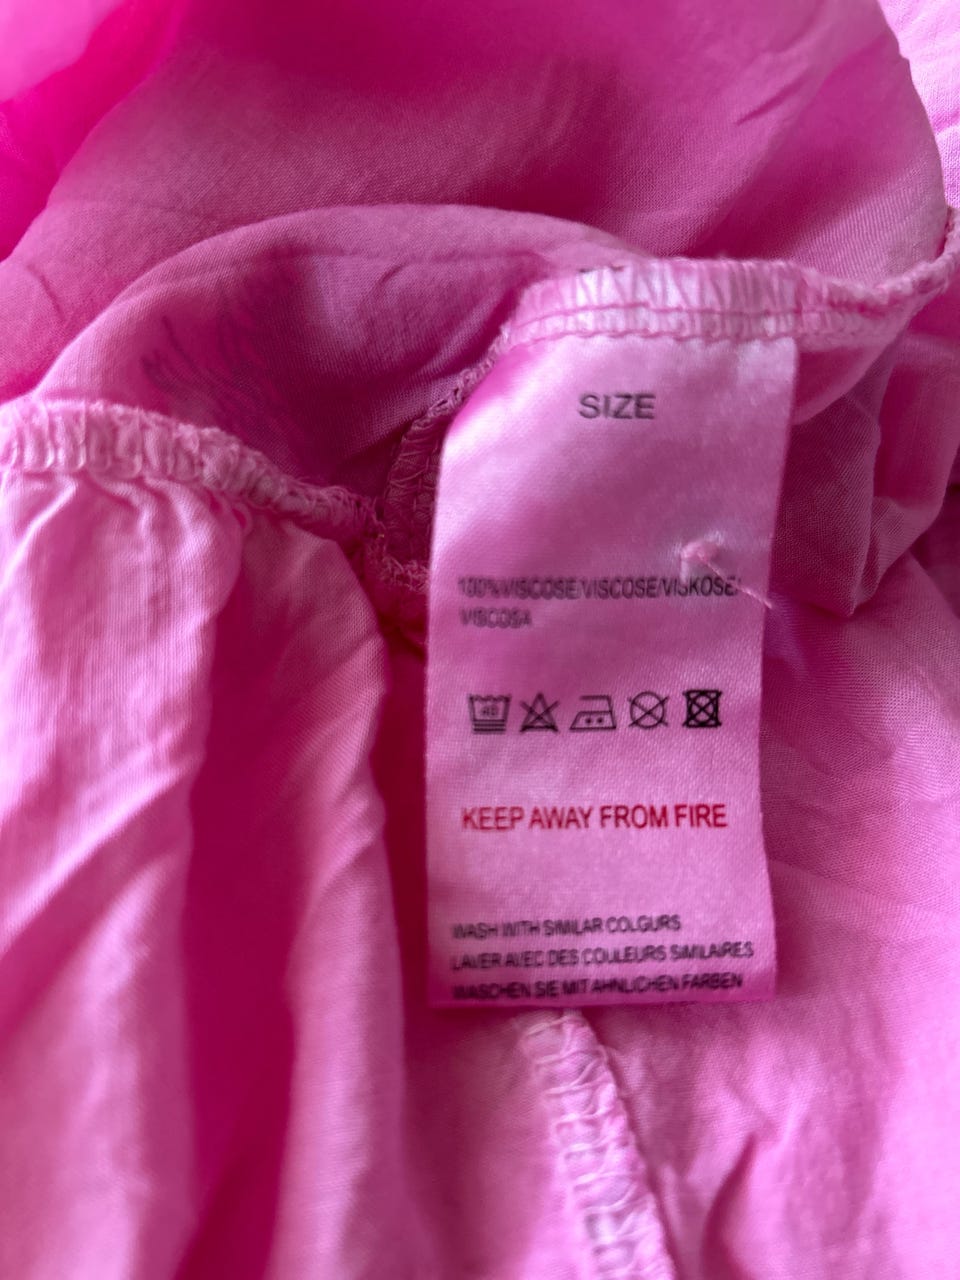 SIZE
100%VISCOSE/VISCOSE/VISKOSE/
VISCOSA
40
KEEP AWAY FROM FIRE
WASH WITH SIMILAR COLOURS
LAVER AVEC DES COULEURS SIMILAIRES
WASCHEN SIE MIT AHNLICHEN FARBEN